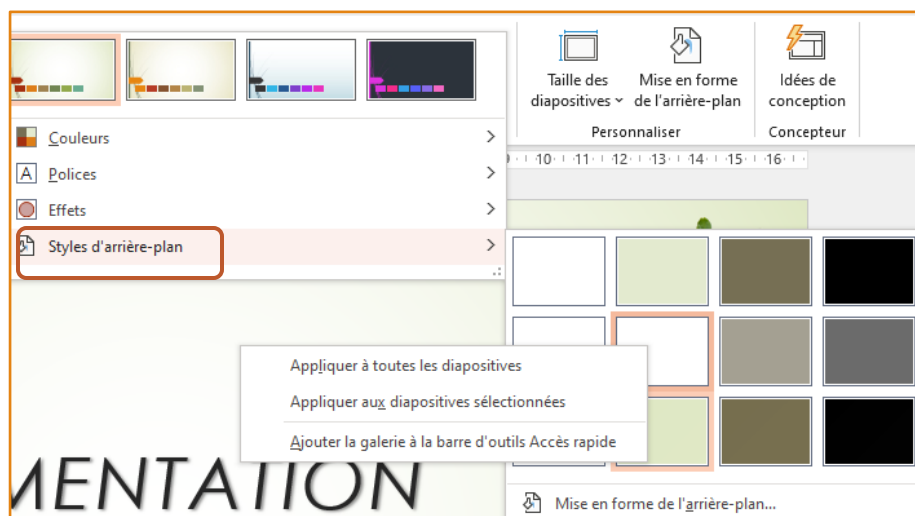 Taille des
diapositives
Mise en forme
de l'arrière-plan
Idées de
conception
Personnaliser
Concepteur
Couleurs
Polices
Effets
Styles d'arrière-plan
10 11 12 13 14 15 16
Appliquer à toutes les diapositives
Appliquer aux diapositives sélectionnées
Ajouter la galerie à la barre d'outils Accès rapide
MENTATION
Mise en forme de l'arrière-plan...